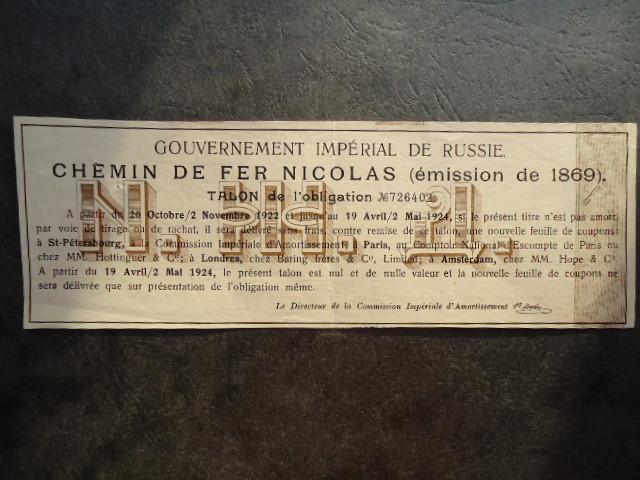 GOUVERNEMENT IMPÉRIAL DE RUSSIE.
CHEMIN DE FER NICOLAS (émission de 1869).
TALON de l'obligation №726402
A partir du 20 Octobre/2 Novembre 1922 et jusqu'au 19 Avril/2 Mai 1924, si le présent titre n'est pas amorti
par voie de tirage ou de rachat, il sera délivré sans frais, contre remise de ce talon, une nouvelle feuille de coupons:
à St-Pétersbourg, à la Commission Impériale d'Amortissement; à Paris, au Comptoir National d'Escompte de Paris ou
chez MM. Hottinguer & Cie; à Londres, chez Baring frères & Co, Limited; à Amsterdam, chez MM. Hope & Co.
A partir du 19 Avril/2 Mai 1924, le présent talon est nul et de nulle valeur et la nouvelle feuille de coupons ne
sera délivrée que sur présentation de l'obligation même.
Le Directeur de la Commission Impériale d'Amortissement